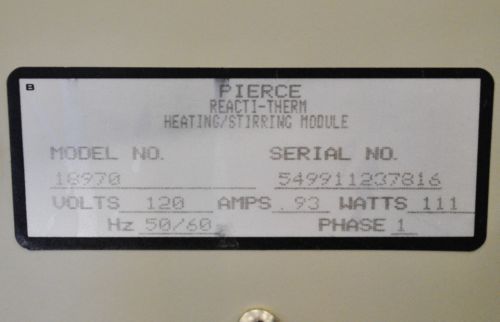 B
PIERCE
REACTI-THERM
HEATING/STIRRING MODULE
MODEL NO. SERIAL NO.
18970 549911237816
VOLTS 120 AMPS .93 WATTS 111
Hz 50/60 PHASE 1